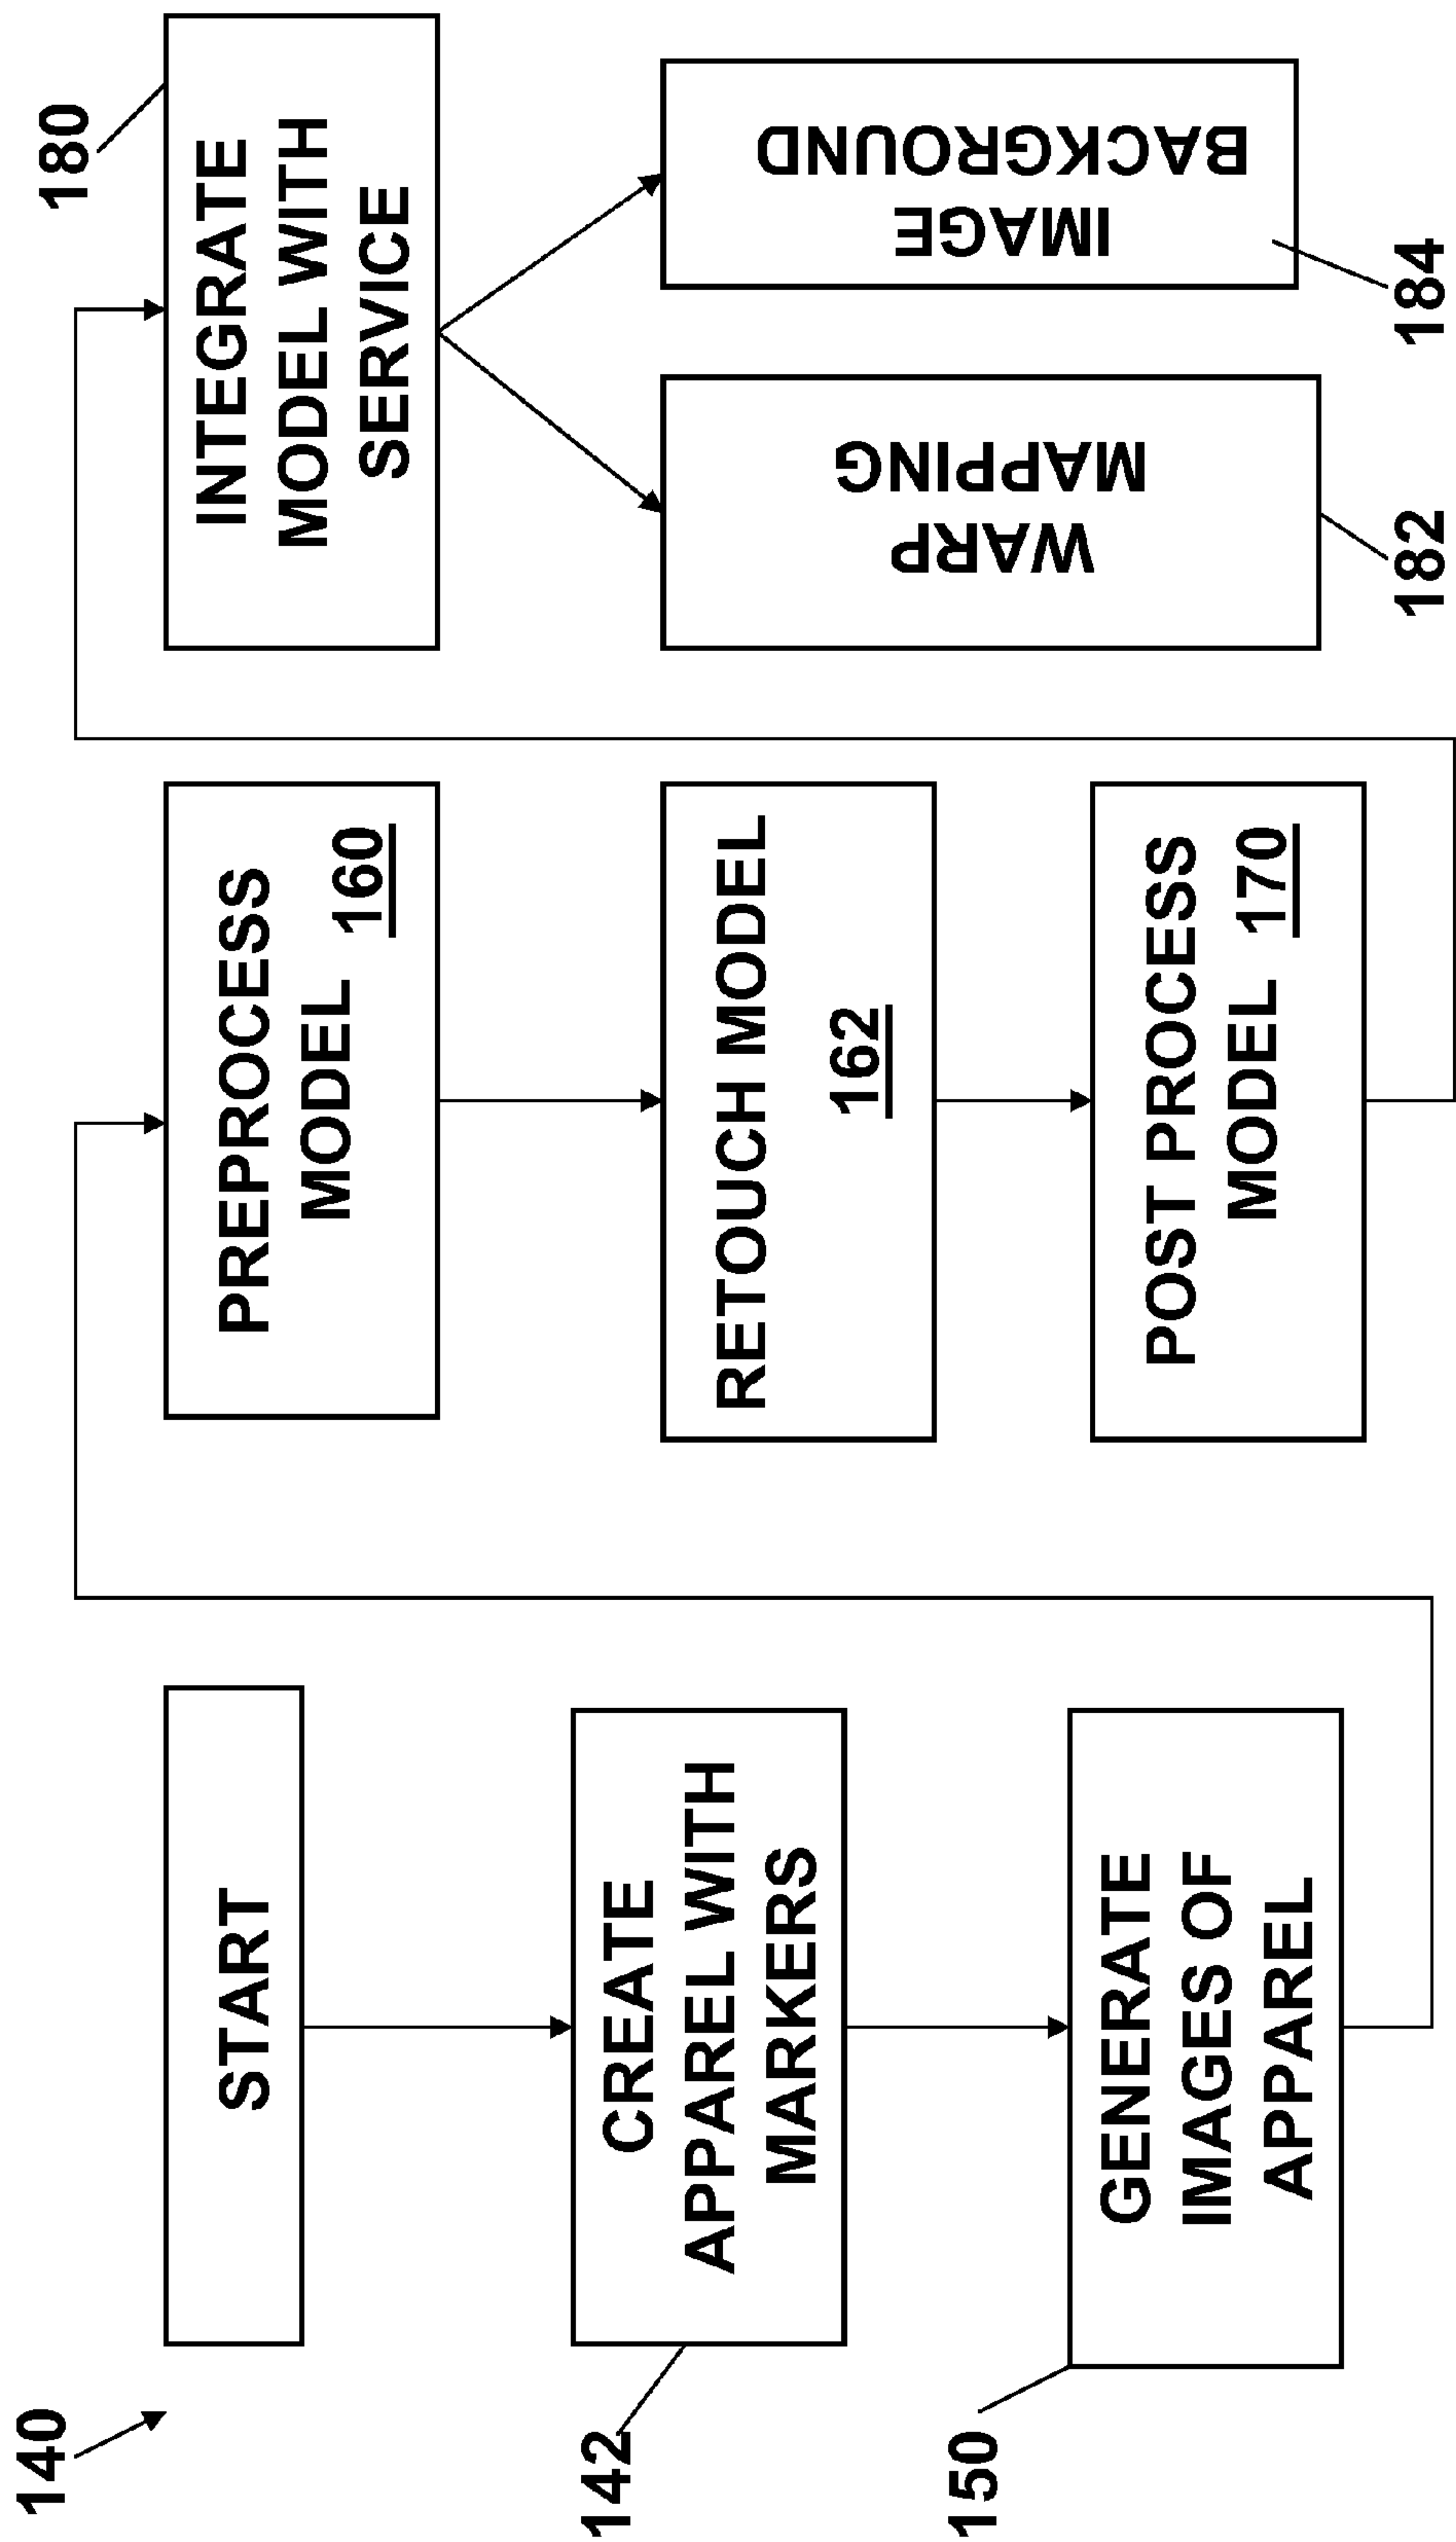 140
START
142
CREATE
APPAREL WITH
MARKERS
150
GENERATE
IMAGES OF
APPAREL
PREPROCESS
MODEL 160
RETOUCH MODEL
162
POST PROCESS
MODEL 170
180
INTEGRATE
MODEL WITH
SERVICE
WARP
MAPPING
182
IMAGE
BACKGROUND
184